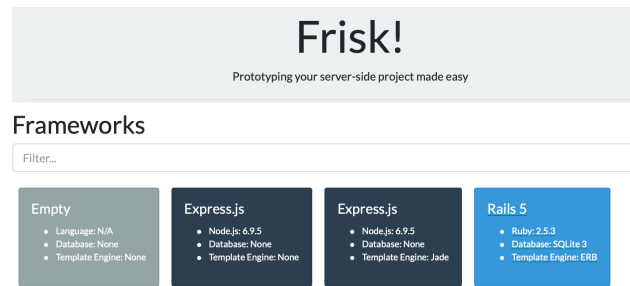 Frisk!
Prototyping your server-side project made easy
Frameworks
Filter...
Empty
Language: N/A
Database: None
Template Engine: None
Express.js
Node.js: 6.9.5
Database: None
Template Engine: None
Express.js
Node.js: 6.9.5
Database: None
Template Engine: Jade
Rails 5
Ruby: 2.5.3
Database: SQLite 3
Template Engine: ERB